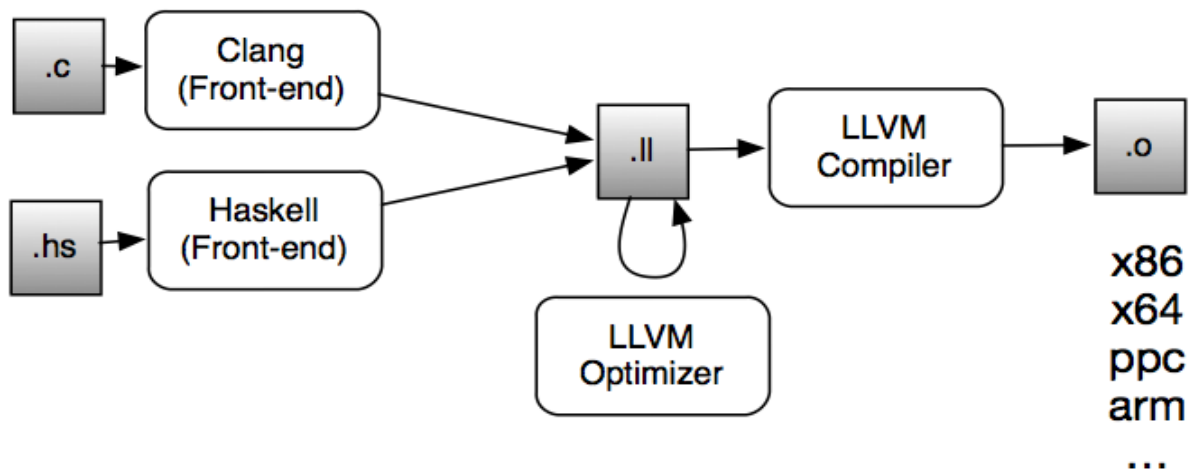 .c
Clang
(Front-end)
.hs
Haskell
(Front-end)
.ll
LLVM
Optimizer
LLVM
Compiler
.o
x86
x64
ppc
arm
...